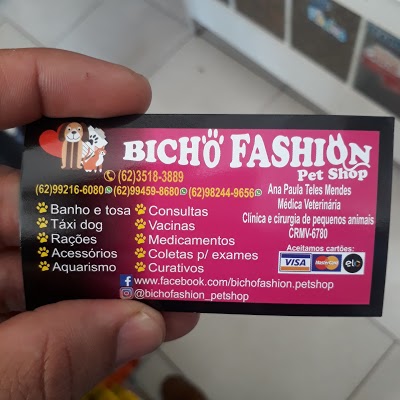 BICHO FASHION
Pet Shop
(62)3518-3889
(62)99216-6080 (62)99459-8680 (62)98244-9656
Ana Paula Teles Mendes
Médica Veterinária
Clínica e cirurgia de pequenos animais
CRMV-6780
Banho e tosa
Táxi dog
Rações
Acessórios
Aquarismo
Consultas
Vacinas
Medicamentos
Coletas p/ exames
Curativos
Aceitamos cartões:
VISA MasterCard elo
www.facebook.com/bichofashion.petshop
@bichofashion_petshop